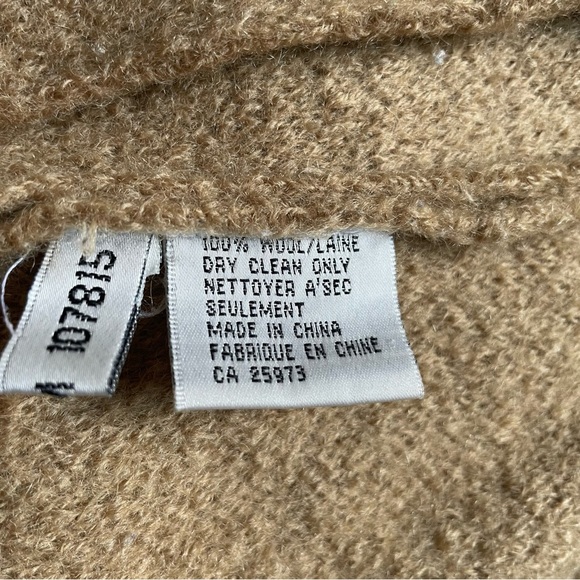 107815
100% WOOL/LAINE
DRY CLEAN ONLY
NETTOYER A'SEC
SEULEMENT
MADE IN CHINA
FABRIQUE EN CHINE
CA 25973